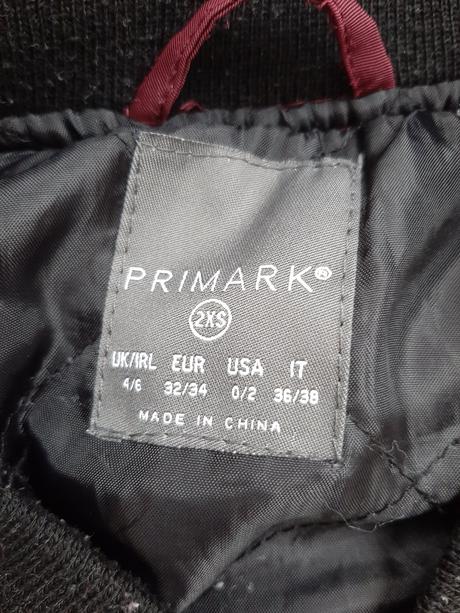 PRIMARK®
2XS
UK/IRL EUR USA IT
4/6 32/34 0/2 36/38
MADE IN CHINA